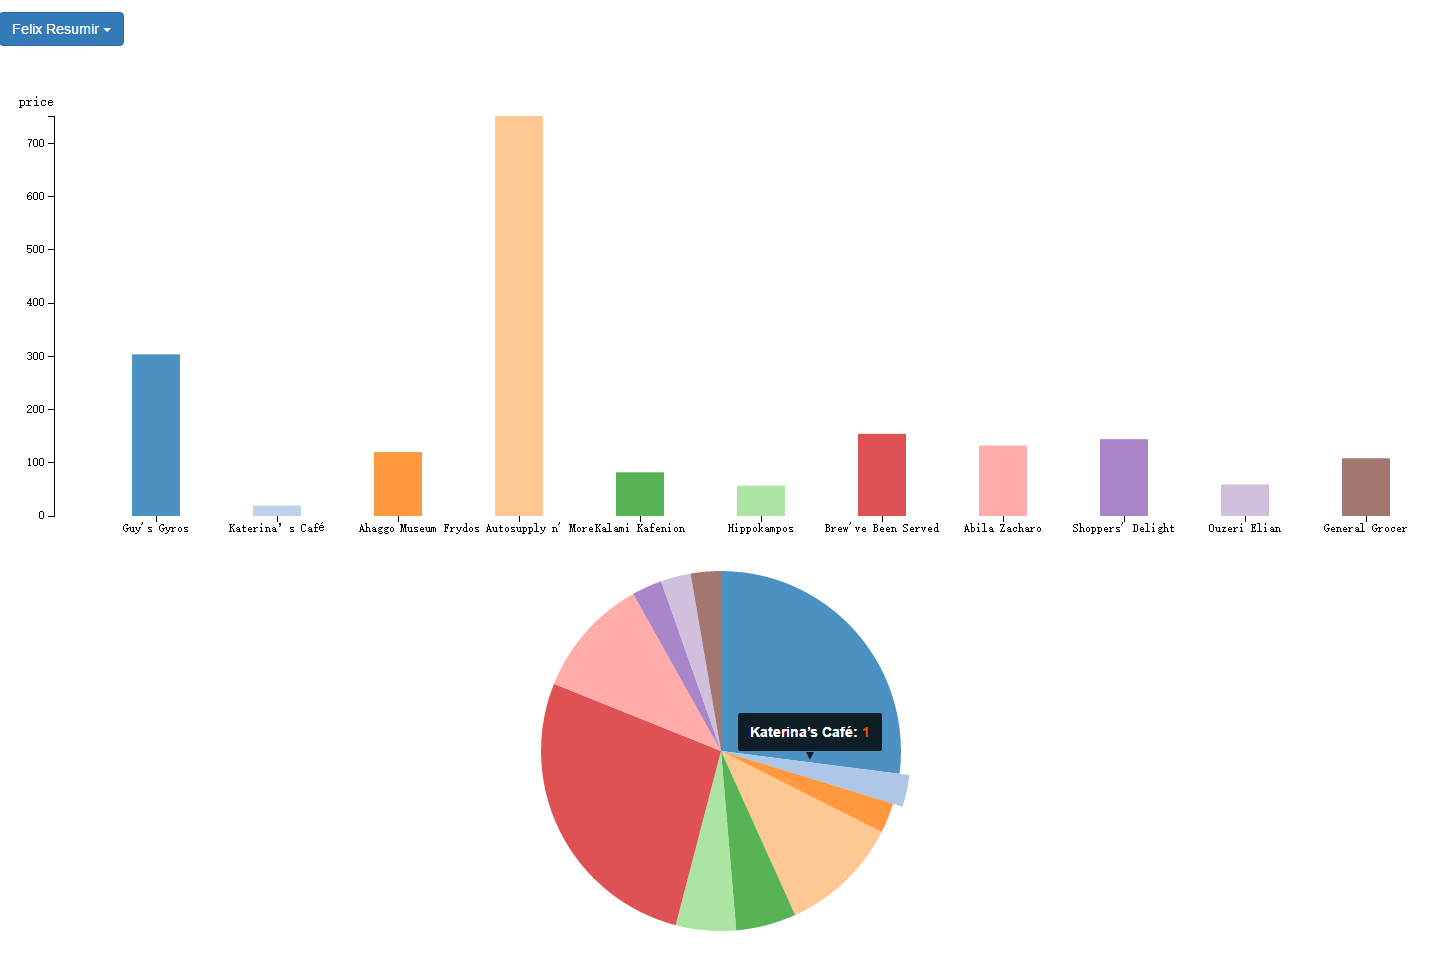 Felix Resumir
price
700
600
500
400
300
200
100
0
Guy's Gyros Katerina’s Café Ahaggo Museum Frydos Autosupply n' More Kalami Kafenion Hippokampos Brew've Been Served Abila Zacharo Shoppers' Delight Ouzeri Elian General Grocer
Katerina’s Café: 1